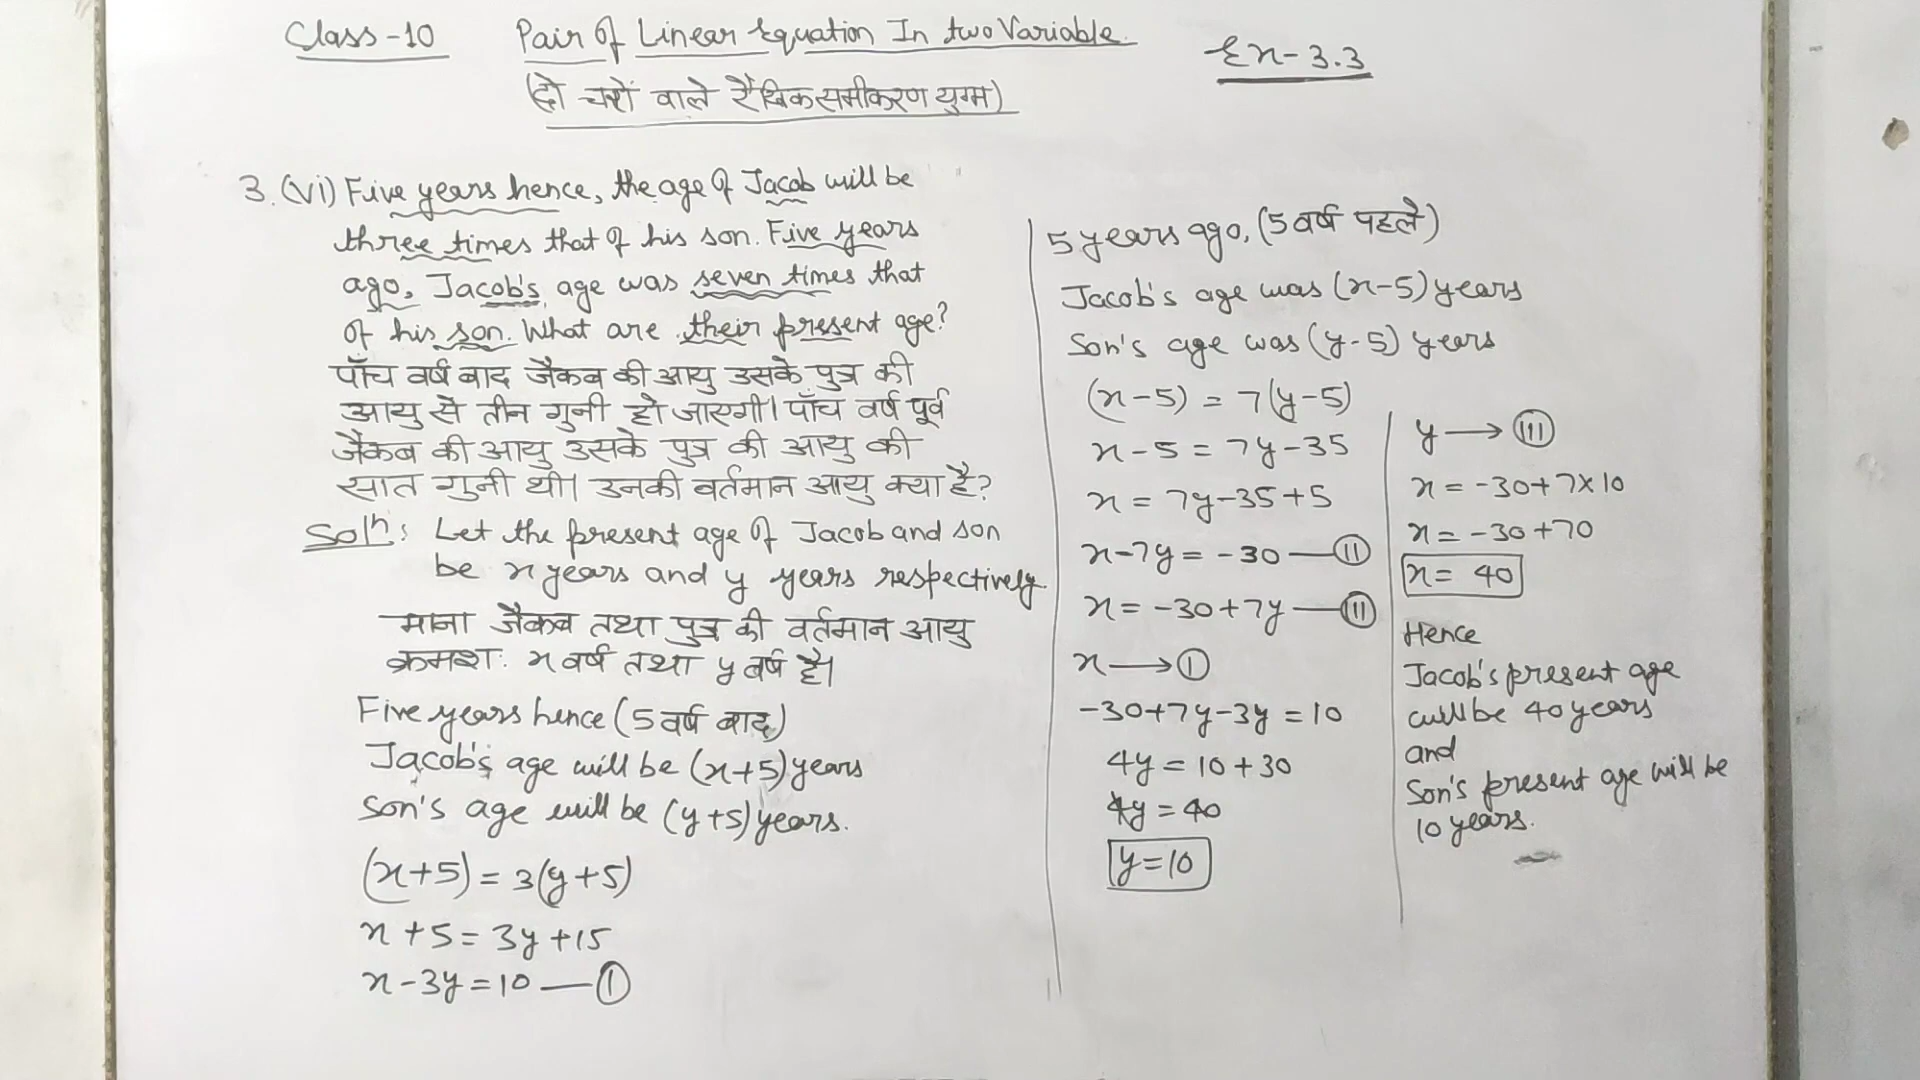 Class-10
Pair Of Linear Equation In two Variable.
Ex-3.3
(दो चरों वाले रैखिक समीकरण युग्म)
3. (vi) Five years hence, the age of Jacob will be
three times that of his son. Five years
ago, Jacob's age was seven times that
of his son. What are their present age?
पाँच वर्ष बाद जैकब की आयु उसके पुत्र की
आयु से तीन गुनी हो जाएगी। पाँच वर्ष पूर्व
जैकब की आयु उसके पुत्र की आयु की
सात गुनी थी। उनकी वर्तमान आयु क्या है?
Solⁿ: Let the present age of Jacob and son
be x years and y years respectively.
माना जैकब तथा पुत्र की वर्तमान आयु
क्रमशः x वर्ष तथा y वर्ष है।
Five years hence (5 वर्ष बाद)
Jacob's age will be (x+5) years
Son's age will be (y+5) years.
(x+5) = 3(y+5)
x+5 = 3y+15
x-3y = 10 — (I)
5 years ago, (5 वर्ष पहले)
Jacob's age was (x-5) years
Son's age was (y-5) years
(x-5) = 7(y-5)
x-5 = 7y-35
x = 7y-35+5
x-7y = -30 — (II)
x = -30+7y — (III)
x → (I)
-30+7y-3y = 10
4y = 10+30
4y = 40
y = 10
y → (III)
x = -30+7×10
x = -30+70
x = 40
Hence
Jacob's present age
will be 40 years
and
Son's present age will be
10 years.